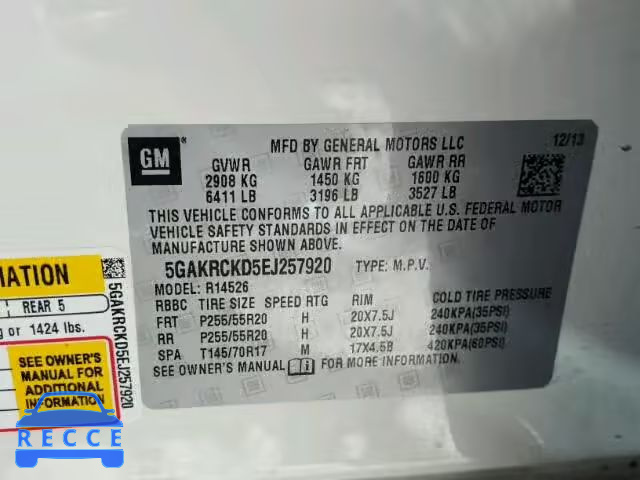 GM
MFD BY GENERAL MOTORS LLC
12/13
GVWR GAWR FRT GAWR RR
2908 KG 1450 KG 1600 KG
6411 LB 3196 LB 3527 LB
THIS VEHICLE CONFORMS TO ALL APPLICABLE U.S. FEDERAL MOTOR
VEHICLE SAFETY STANDARDS IN EFFECT ON THE DATE OF
MANUFACTURE SHOWN ABOVE.
5GAKRCKD5EJ257920 TYPE: M.P.V.
MODEL: R14526
RBBC TIRE SIZE SPEED RTG RIM COLD TIRE PRESSURE
FRT P255/55R20 H 20X7.5J 240KPA(35PSI)
RR P255/55R20 H 20X7.5J 240KPA(35PSI)
SPA T145/70R17 M 17X4.5B 420KPA(60PSI)
SEE OWNER'S MANUAL FOR MORE INFORMATION.
MATION
REAR 5
g or 1424 lbs.
SEE OWNER'S
MANUAL FOR
ADDITIONAL
INFORMATION
5GAKRCKD5EJ257920
RECCE